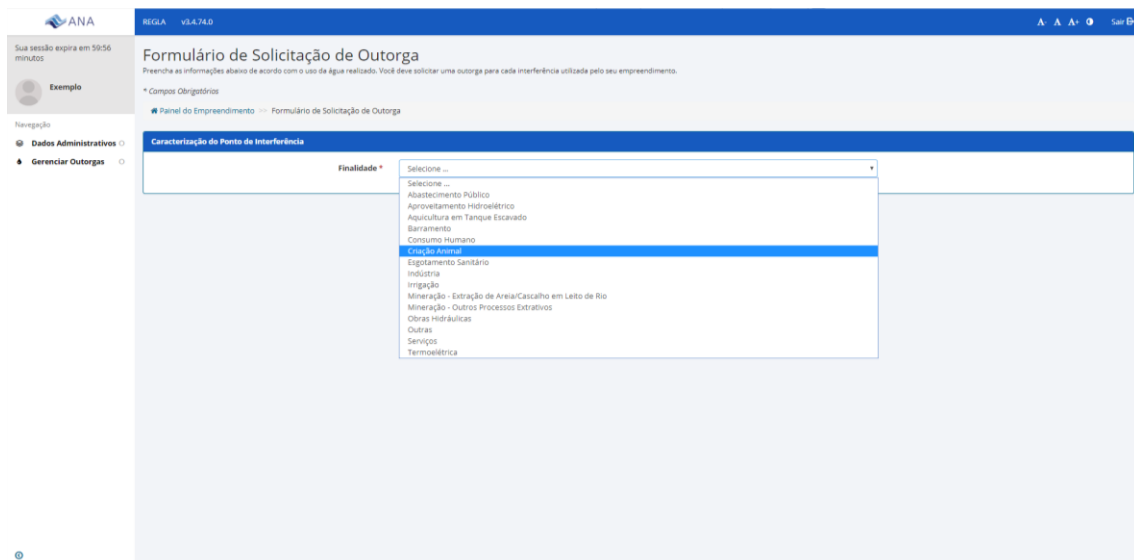 ANA
REGLA v3.4.74.0
A- A A+ Sair
Sua sessão expira em 59:56
minutos
Exemplo
Navegação
Dados Administrativos
Gerenciar Outorgas
Formulário de Solicitação de Outorga
Preencha as informações abaixo de acordo com o uso da água realizado. Você deve solicitar uma outorga para cada interferência utilizada pelo seu empreendimento.
* Campos Obrigatórios
Painel do Empreendimento >> Formulário de Solicitação de Outorga
Caracterização do Ponto de Interferência
Finalidade * Selecione ...
Selecione ...
Abastecimento Público
Aproveitamento Hidroelétrico
Aquicultura em Tanque Escavado
Barramento
Consumo Humano
Criação Animal
Esgotamento Sanitário
Indústria
Irrigação
Mineração - Extração de Areia/Cascalho em Leito de Rio
Mineração - Outros Processos Extrativos
Obras Hidráulicas
Outras
Serviços
Termoelétrica